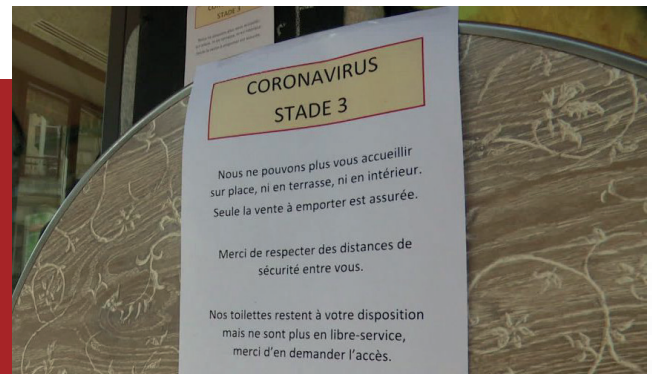 STADE 3
CORONAVIRUS
STADE 3
Nous ne pouvons plus vous accueillir
sur place, ni en terrasse, ni en intérieur.
Seule la vente à emporter est assurée.
Merci de respecter des distances de
sécurité entre vous.
Nos toilettes restent à votre disposition
mais ne sont plus en libre-service,
merci d'en demander l'accès.